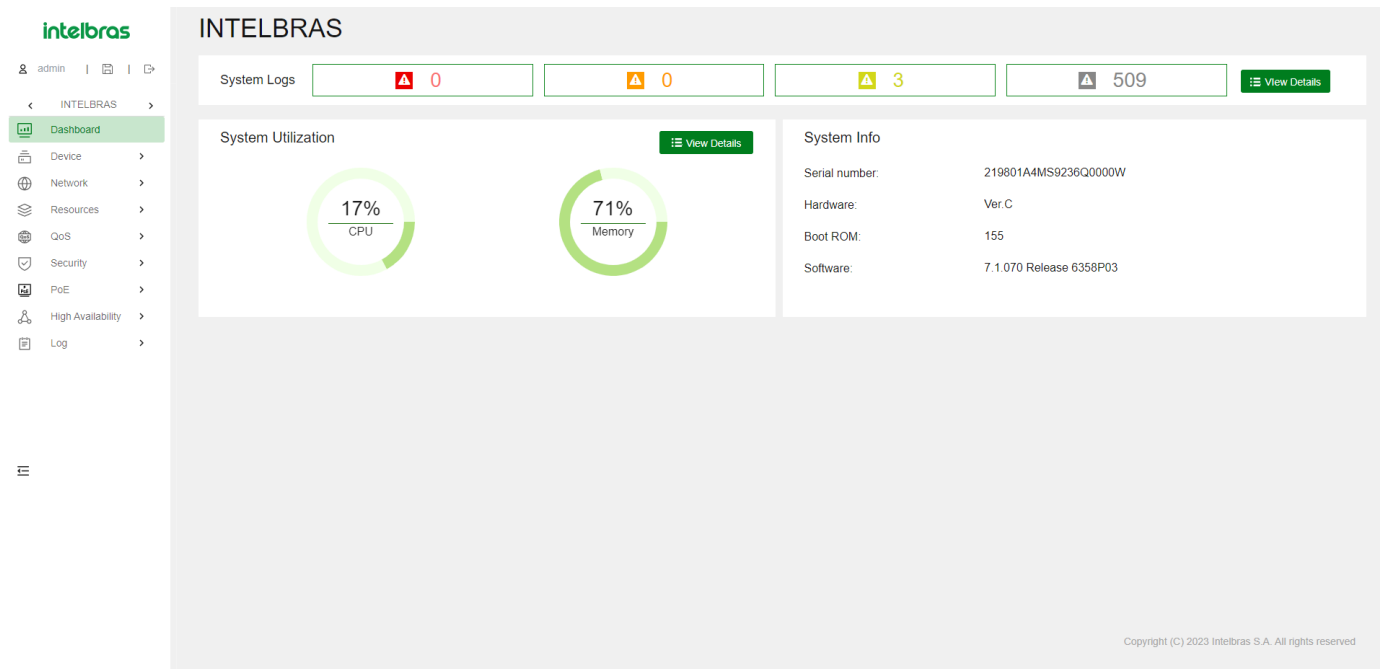 intelbras
INTELBRAS
admin | |
INTELBRAS
Dashboard
Device
Network
Resources
QoS
Security
PoE
High Availability
Log
System Logs 0 0 3 509 View Details
System Utilization View Details
17%
CPU
71%
Memory
System Info
Serial number: 219801A4MS9236Q0000W
Hardware: Ver.C
Boot ROM: 155
Software: 7.1.070 Release 6358P03
Copyright (C) 2023 Intelbras S.A. All rights reserved